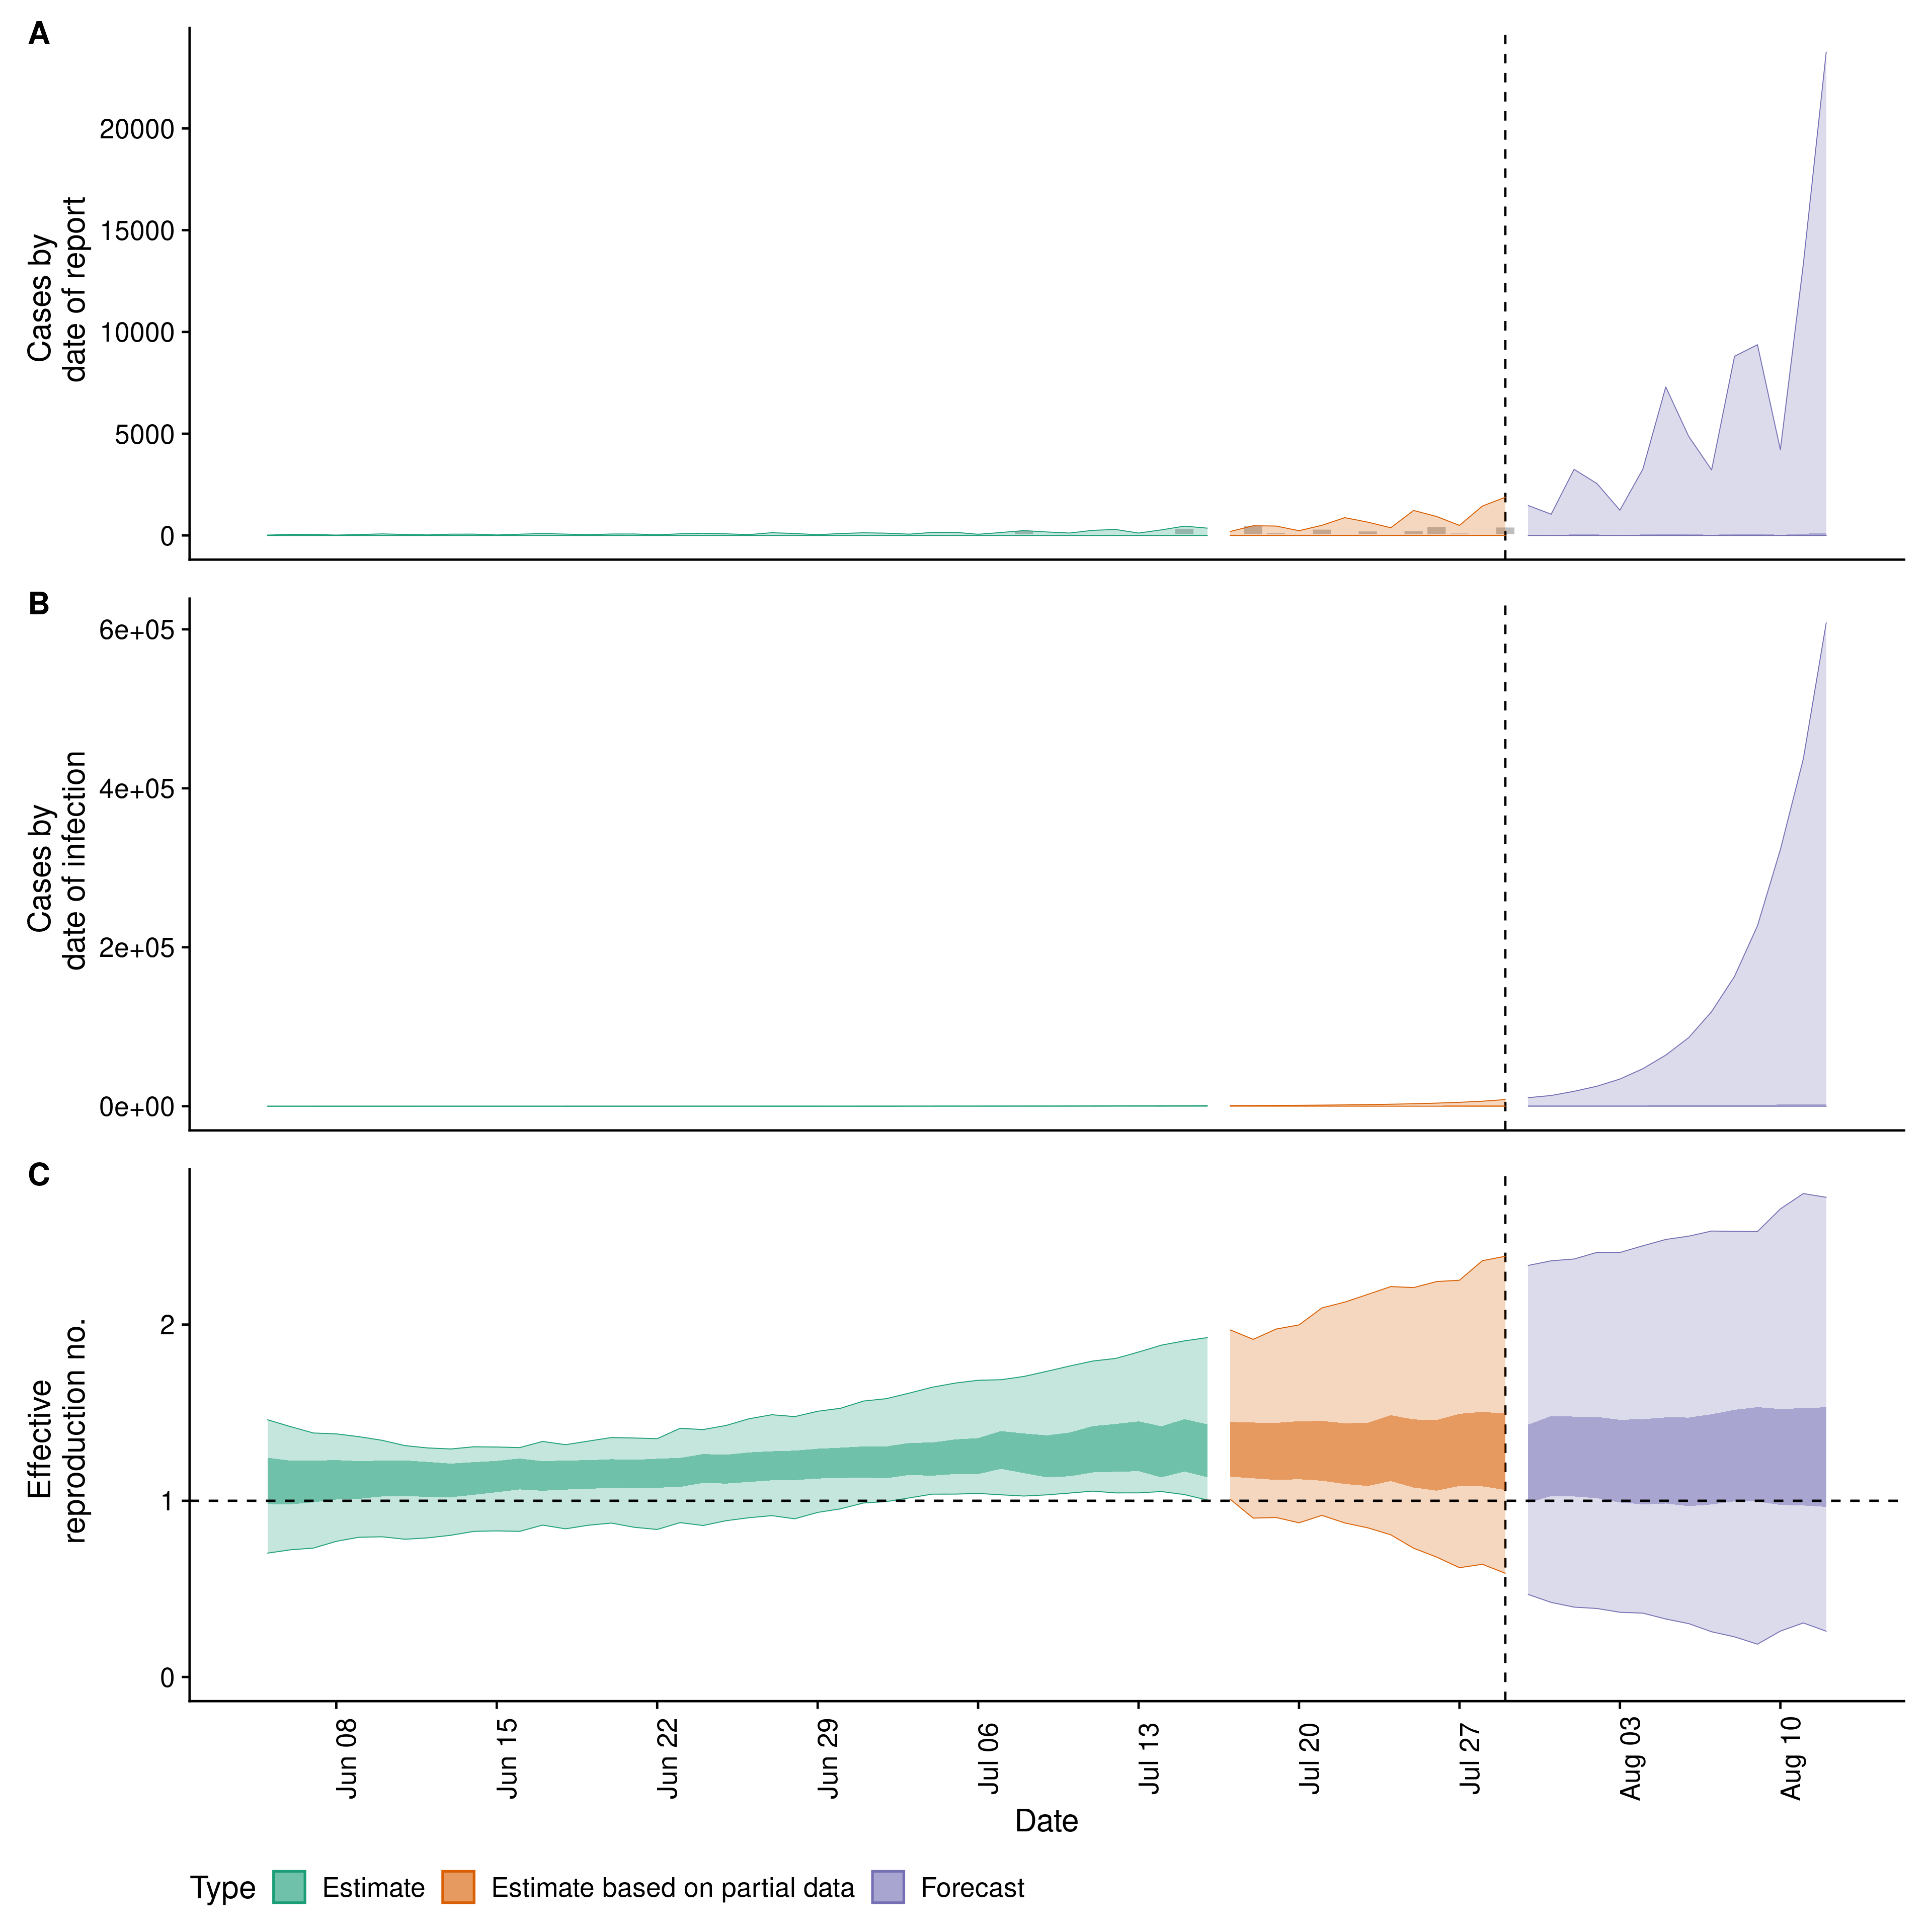 A
Cases by
date of report
20000
15000
10000
5000
0
B
Cases by
date of infection
6e+05
4e+05
2e+05
0e+00
C
Effective
reproduction no.
2
1
0
Jun 08
Jun 15
Jun 22
Jun 29
Jul 06
Jul 13
Jul 20
Jul 27
Aug 03
Aug 10
Date
Type Estimate Estimate based on partial data Forecast